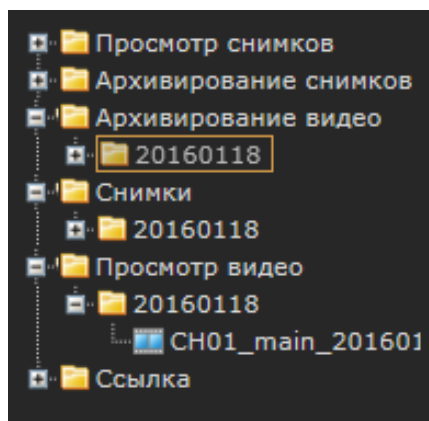 Просмотр снимков
Архивирование снимков
Архивирование видео
20160118
Снимки
20160118
Просмотр видео
20160118
CH01_main_201601
Ссылка